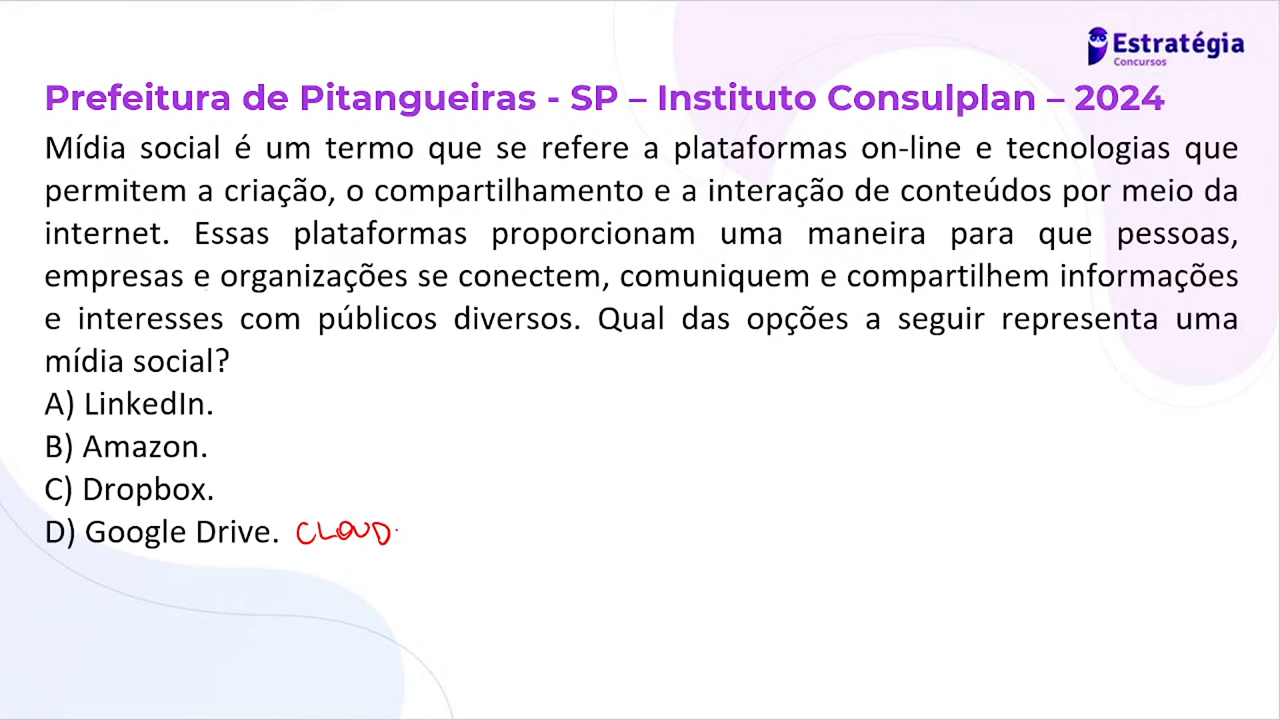 Estratégia
Concursos
Prefeitura de Pitangueiras - SP – Instituto Consulplan – 2024
Mídia social é um termo que se refere a plataformas on-line e tecnologias que
permitem a criação, o compartilhamento e a interação de conteúdos por meio da
internet. Essas plataformas proporcionam uma maneira para que pessoas,
empresas e organizações se conectem, comuniquem e compartilhem informações
e interesses com públicos diversos. Qual das opções a seguir representa uma
mídia social?
A) LinkedIn.
B) Amazon.
C) Dropbox.
D) Google Drive. CLOUD